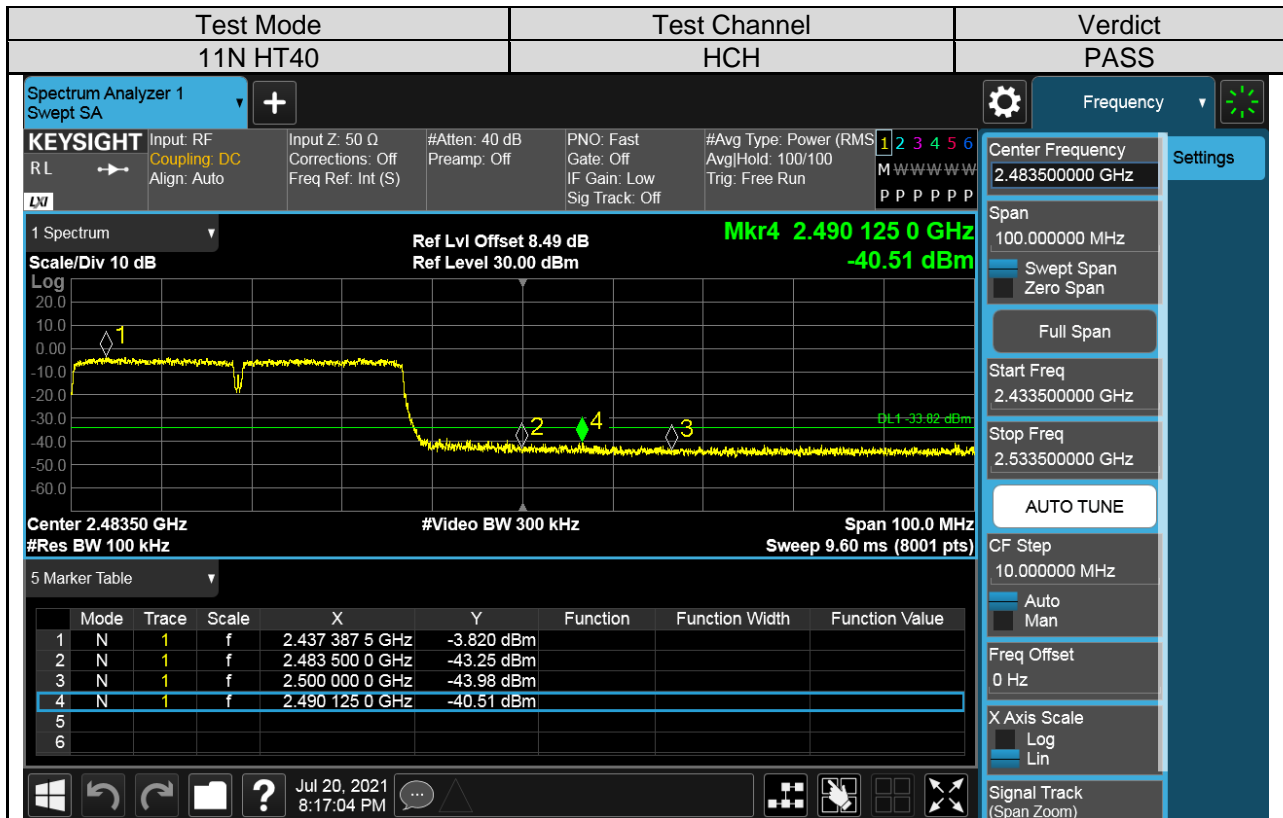 Test Mode Test Channel Verdict
11N HT40 HCH PASS
Spectrum Analyzer 1
Swept SA
+
Frequency
KEYSIGHT Input: RF Input Z: 50 Ω #Atten: 40 dB PNO: Fast #Avg Type: Power (RMS 1 2 3 4 5 6
RL Coupling: DC Corrections: Off Preamp: Off Gate: Off Avg|Hold: 100/100 M W W W W W
Align: Auto Freq Ref: Int (S) IF Gain: Low Trig: Free Run
LXI Sig Track: Off P P P P P P
1 Spectrum Ref Lvl Offset 8.49 dB Mkr4 2.490 125 0 GHz
Scale/Div 10 dB Ref Level 30.00 dBm -40.51 dBm
Log
20.0
10.0
0.00
-10.0
-20.0
-30.0
-40.0
-50.0
-60.0
1
2
4
3
DL1 -33.82 dBm
Center 2.48350 GHz #Video BW 300 kHz Span 100.0 MHz
#Res BW 100 kHz Sweep 9.60 ms (8001 pts)
5 Marker Table
Mode Trace Scale X Y Function Function Width Function Value
1 N 1 f 2.437 387 5 GHz -3.820 dBm
2 N 1 f 2.483 500 0 GHz -43.25 dBm
3 N 1 f 2.500 000 0 GHz -43.98 dBm
4 N 1 f 2.490 125 0 GHz -40.51 dBm
5
6
?
Jul 20, 2021
8:17:04 PM
Center Frequency
2.483500000 GHz
Settings
Span
100.000000 MHz
Swept Span
Zero Span
Full Span
Start Freq
2.433500000 GHz
Stop Freq
2.533500000 GHz
AUTO TUNE
CF Step
10.000000 MHz
Auto
Man
Freq Offset
0 Hz
X Axis Scale
Log
Lin
Signal Track
(Span Zoom)